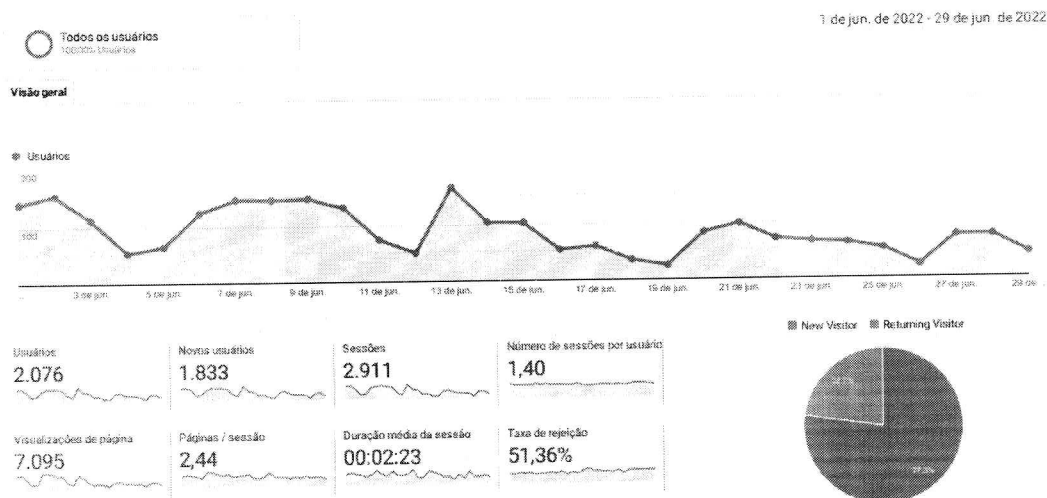 1 de jun. de 2022 - 29 de jun. de 2022
Todos os usuários
100,00% Usuários
Visão geral
Usuários
200
100
3 de jun.
5 de jun.
7 de jun.
9 de jun.
11 de jun.
13 de jun.
15 de jun.
17 de jun.
19 de jun.
21 de jun.
23 de jun.
25 de jun.
27 de jun.
29 de ...
New Visitor
Returning Visitor
Usuários
2.076
Novos usuários
1.833
Sessões
2.911
Número de sessões por usuário
1,40
Visualizações de página
7.095
Páginas / sessão
2,44
Duração média da sessão
00:02:23
Taxa de rejeição
51,36%